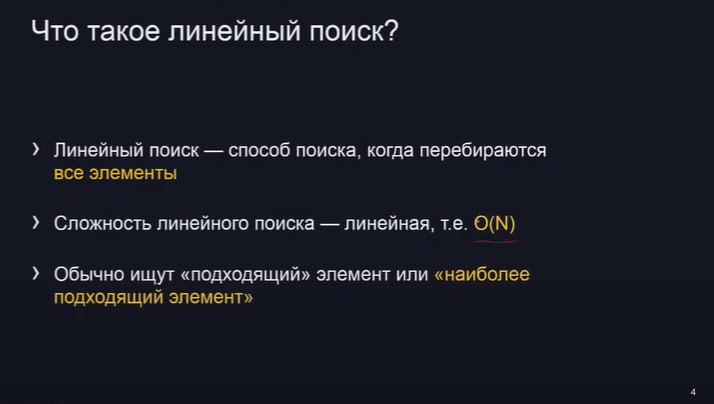 Что такое линейный поиск?
› Линейный поиск — способ поиска, когда перебираются
все элементы
› Сложность линейного поиска — линейная, т.е. O(N)
› Обычно ищут «подходящий» элемент или «наиболее
подходящий элемент»
4